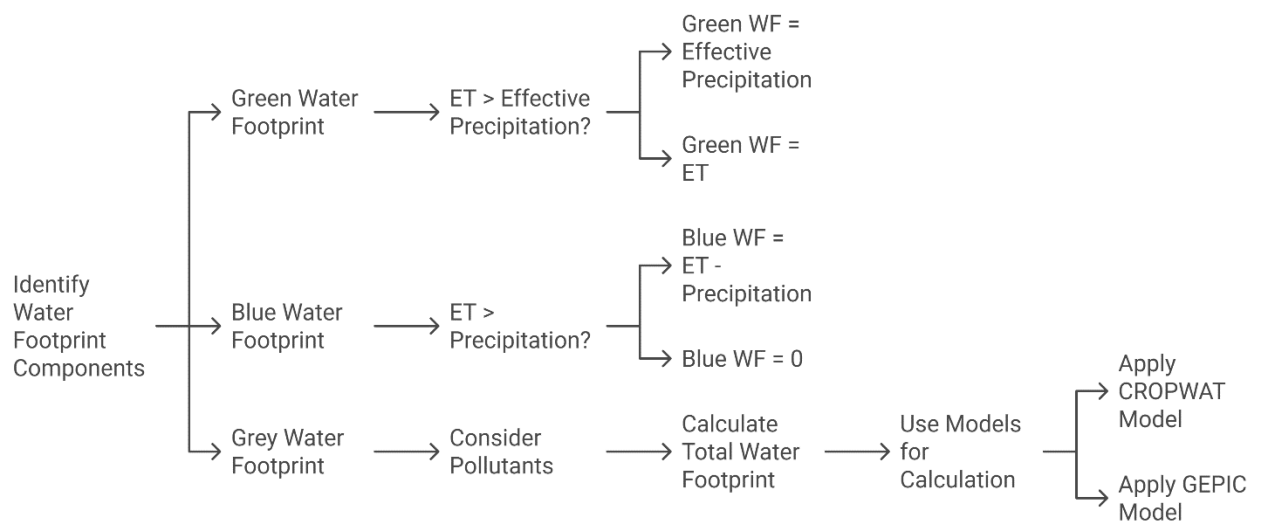 Identify
Water
Footprint
Components
Green Water
Footprint
ET > Effective
Precipitation?
Green WF =
Effective
Precipitation
Green WF =
ET
Blue Water
Footprint
ET >
Precipitation?
Blue WF =
ET -
Precipitation
Blue WF = 0
Grey Water
Footprint
Consider
Pollutants
Calculate
Total Water
Footprint
Use Models
for
Calculation
Apply
CROPWAT
Model
Apply GEPIC
Model